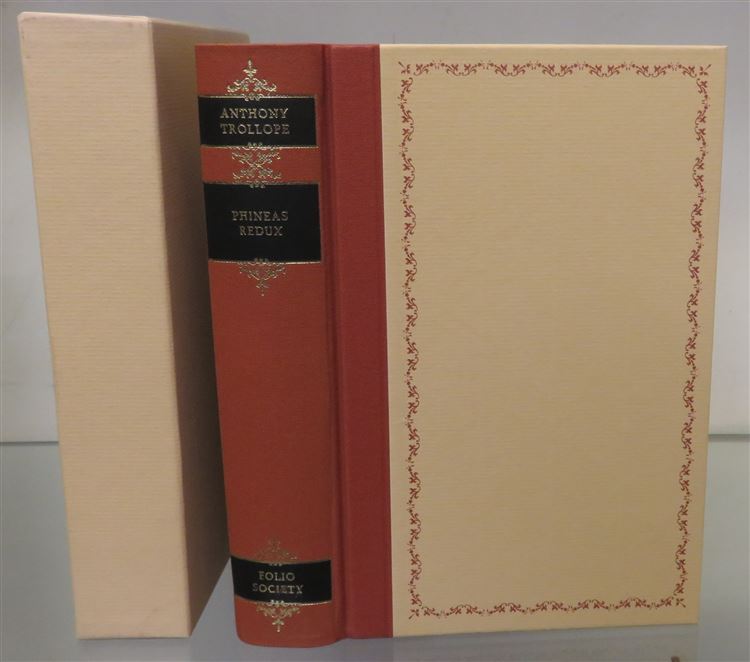 ANTHONY
TROLLOPE
PHINEAS
REDUX
FOLIO
SOCIETY